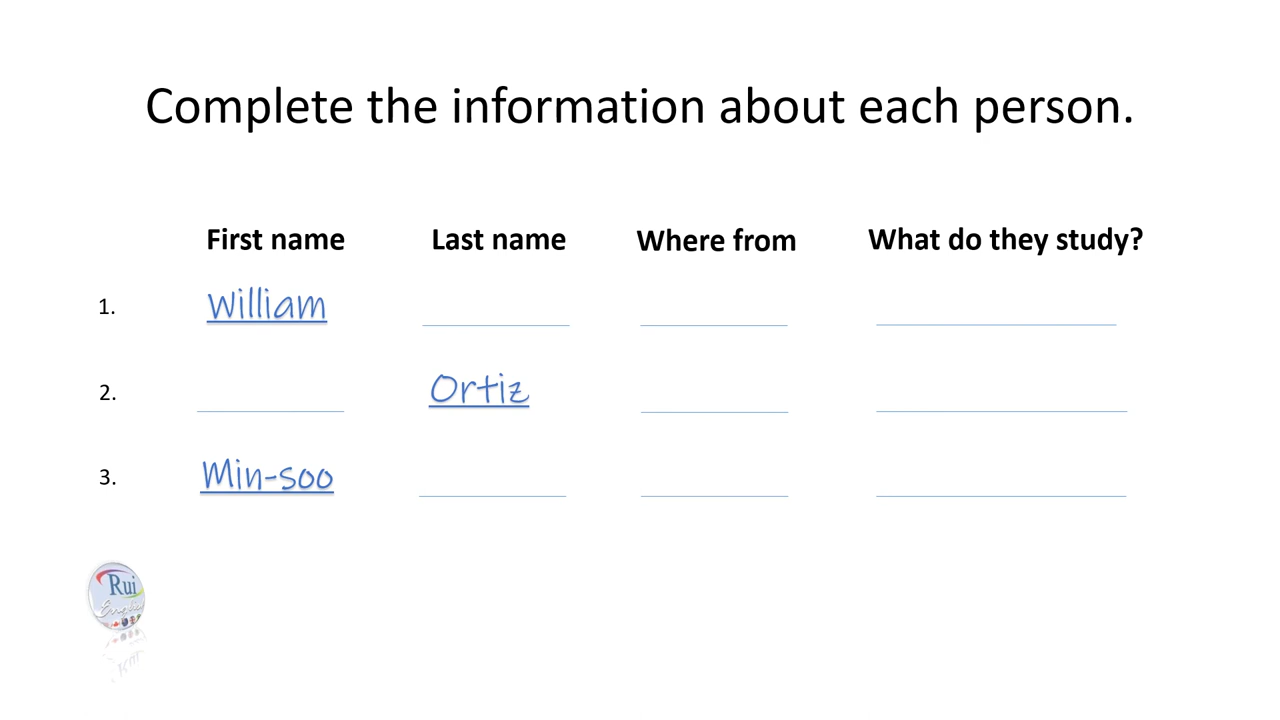 Complete the information about each person.
First name Last name Where from What do they study?
1. William
2. Ortiz
3. Min-soo
Rui